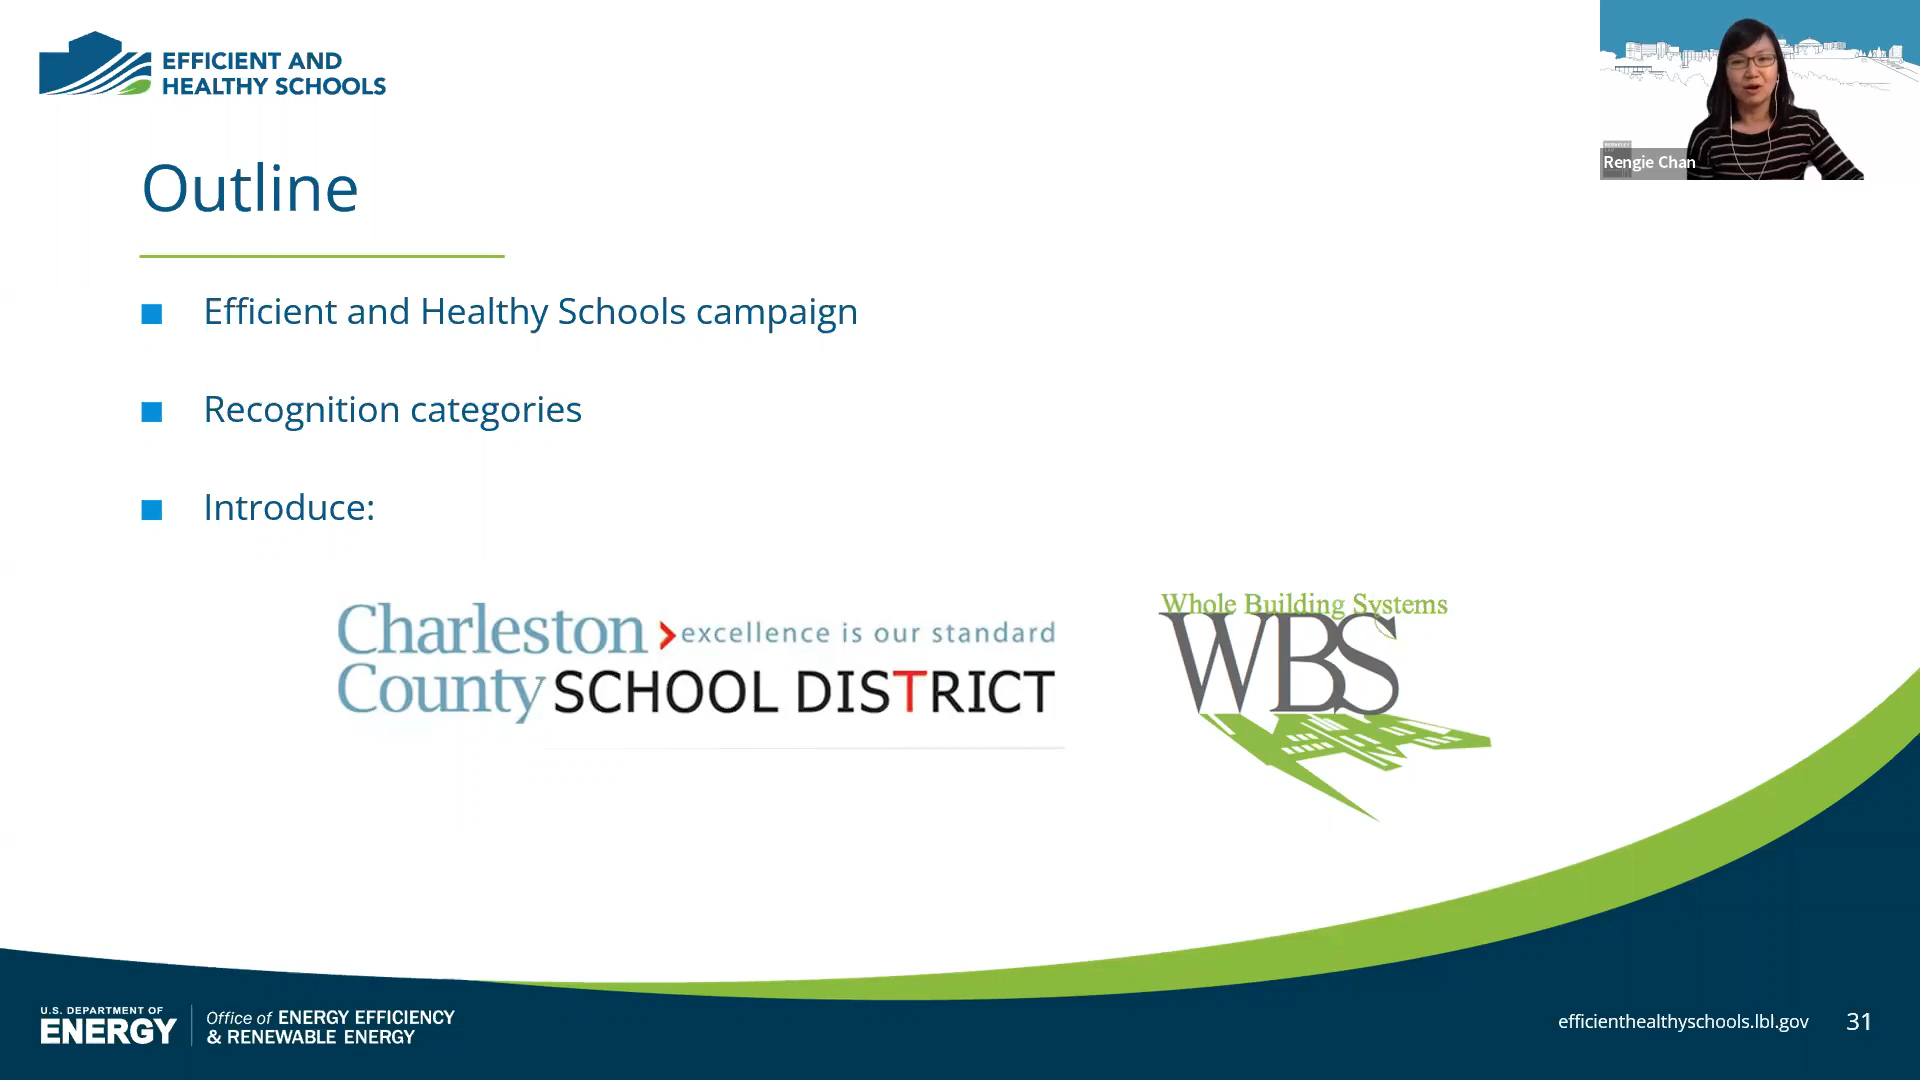 EFFICIENT AND
HEALTHY SCHOOLS
Rengie Chan
Outline
Efficient and Healthy Schools campaign
Recognition categories
Introduce:
Charleston > excellence is our standard
County SCHOOL DISTRICT
Whole Building Systems
WBS
U.S. DEPARTMENT OF
ENERGY
Office of ENERGY EFFICIENCY
& RENEWABLE ENERGY
efficienthealthyschools.lbl.gov
31